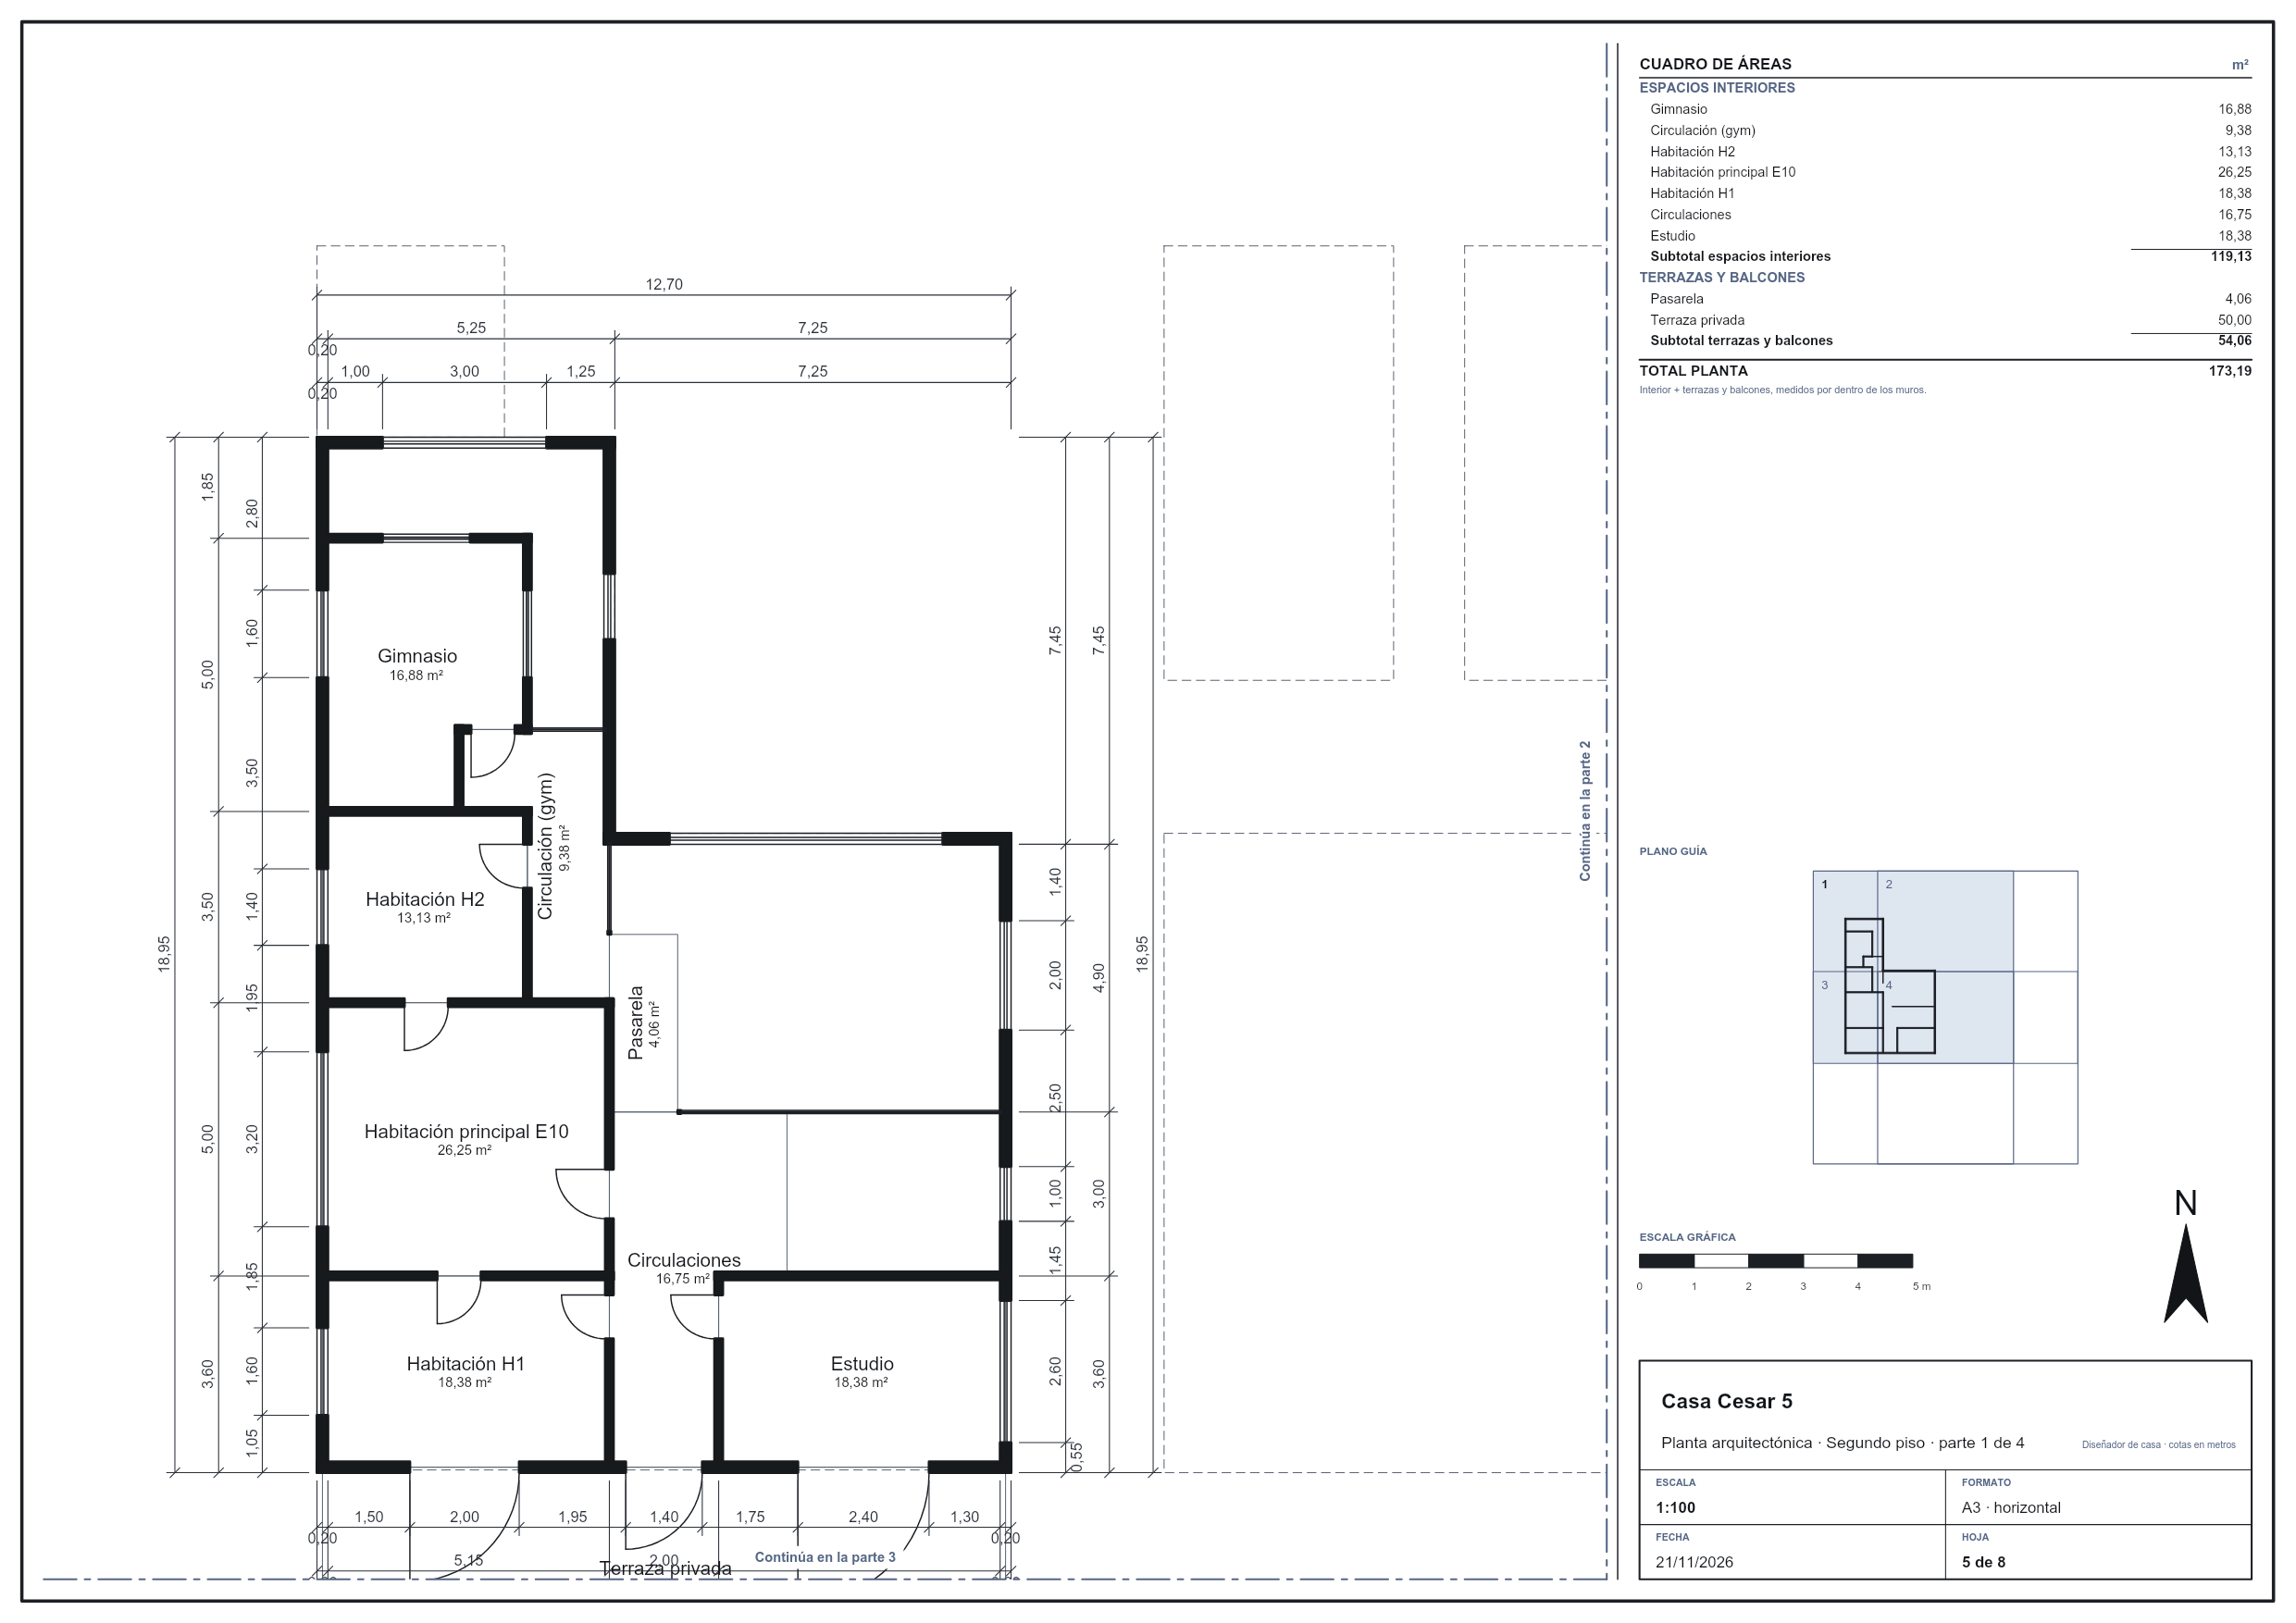 CUADRO DE ÁREAS m²
ESPACIOS INTERIORES
Gimnasio 16,88
Circulación (gym) 9,38
Habitación H2 13,13
Habitación principal E10 26,25
Habitación H1 18,38
Circulaciones 16,75
Estudio 18,38
Subtotal espacios interiores 119,13
TERRAZAS Y BALCONES
Pasarela 4,06
Terraza privada 50,00
Subtotal terrazas y balcones 54,06
TOTAL PLANTA 173,19
Interior + terrazas y balcones, medidos por dentro de los muros.
12,70
5,25 7,25
0,20
1,00 3,00 1,25 7,25
0,20
18,95
1,85
5,00
3,50
5,00
3,60
2,80
1,60
3,50
1,40
1,95
3,20
1,85
1,60
1,05
Gimnasio
16,88 m²
Circulación (gym)
9,38 m²
Habitación H2
13,13 m²
Pasarela
4,06 m²
Habitación principal E10
26,25 m²
Circulaciones
16,75 m²
Habitación H1
18,38 m²
Estudio
18,38 m²
7,45
1,40
2,00
2,50
1,00
1,45
2,60
0,55
7,45
4,90
3,00
3,60
18,95
1,50 2,00 1,95 1,40 1,75 2,40 1,30
0,20 0,20
5,15 2,00
Terraza privada
Continúa en la parte 3
Continúa en la parte 2
PLANO GUÍA
1 2
3 4
N
ESCALA GRÁFICA
0 1 2 3 4 5 m
Casa Cesar 5
Planta arquitectónica · Segundo piso · parte 1 de 4
Diseñador de casa · cotas en metros
ESCALA
1:100
FORMATO
A3 · horizontal
FECHA
21/11/2026
HOJA
5 de 8